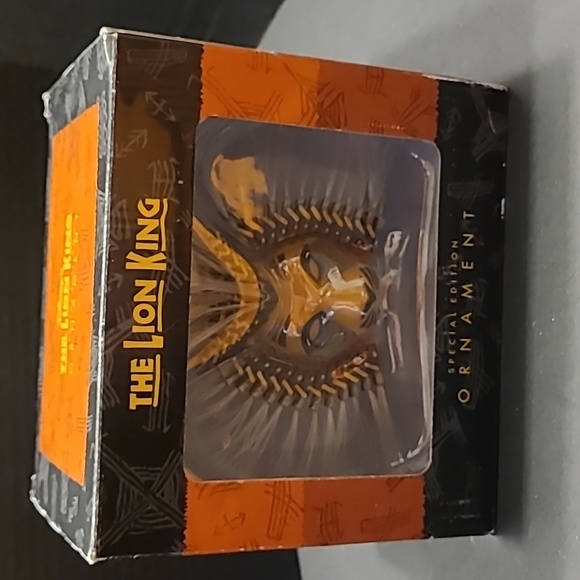 THE LION KING
THE LION KING
SPECIAL EDITION
ORNAMENT